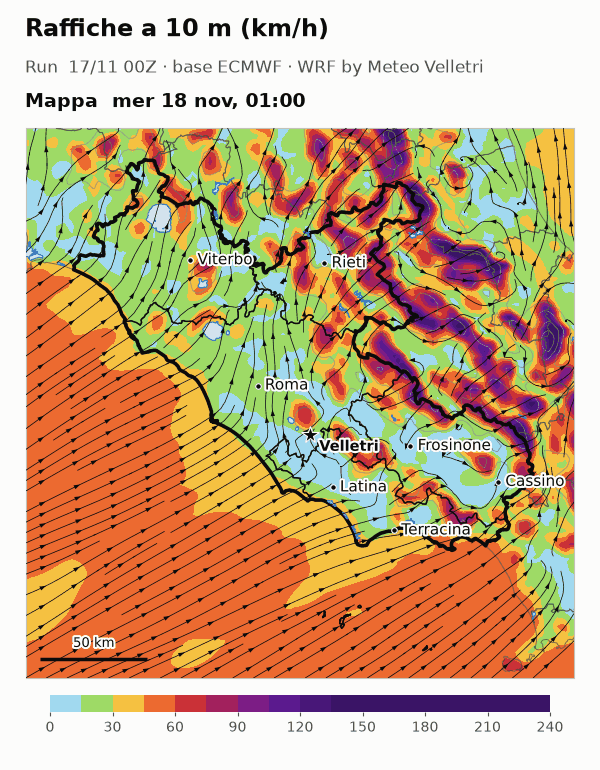 Raffiche a 10 m (km/h)
Run  17/11 00Z · base ECMWF · WRF by Meteo Velletri
Mappa  mer 18 nov, 01:00
Viterbo
Rieti
Roma
Velletri
Frosinone
Latina
Cassino
Terracina
50 km
0 30 60 90 120 150 180 210 240